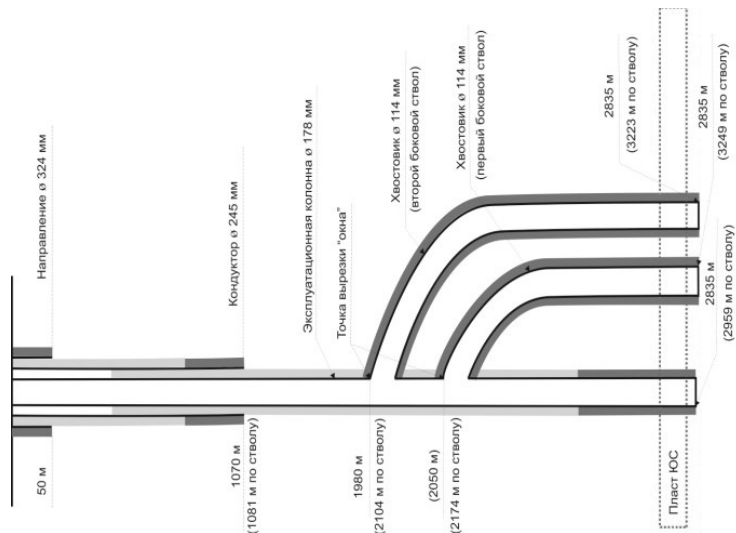 Направление ø 324 мм
Кондуктор ø 245 мм
Эксплуатационная колонна ø 178 мм
Точка вырезки "окна"
Хвостовик ø 114 мм
(второй боковой ствол)
Хвостовик ø 114 мм
(первый боковой ствол)
2835 м
(3223 м по стволу)
2835 м
(3249 м по стволу)
2835 м
(2959 м по стволу)
50 м
1070 м
(1081 м по стволу)
1980 м
(2104 м по стволу)
(2050 м)
(2174 м по стволу)
Пласт ЮС